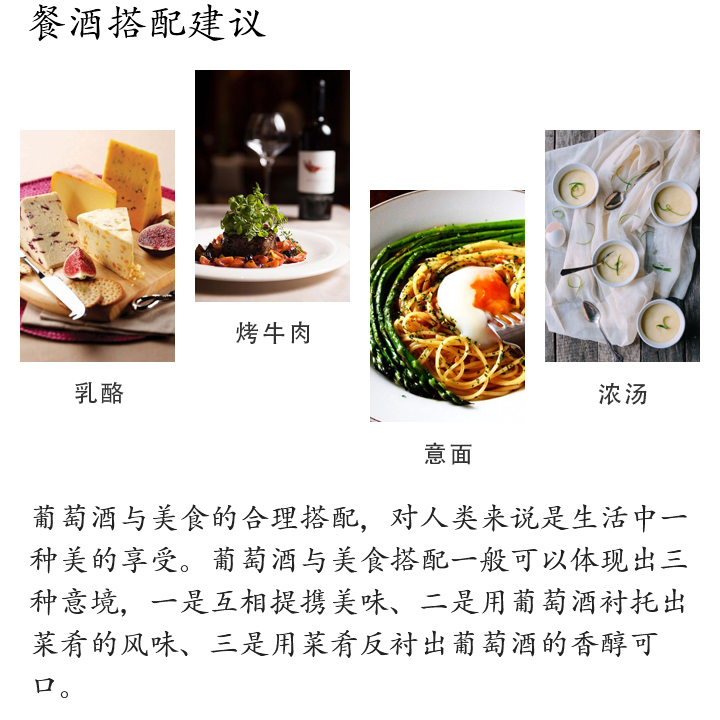 餐酒搭配建议
烤牛肉
乳酪
浓汤
意面
葡萄酒与美食的合理搭配，对人类来说是生活中一
种美的享受。葡萄酒与美食搭配一般可以体现出三
种意境，一是互相提携美味、二是用葡萄酒衬托出
菜肴的风味、三是用菜肴反衬出葡萄酒的香醇可
口。